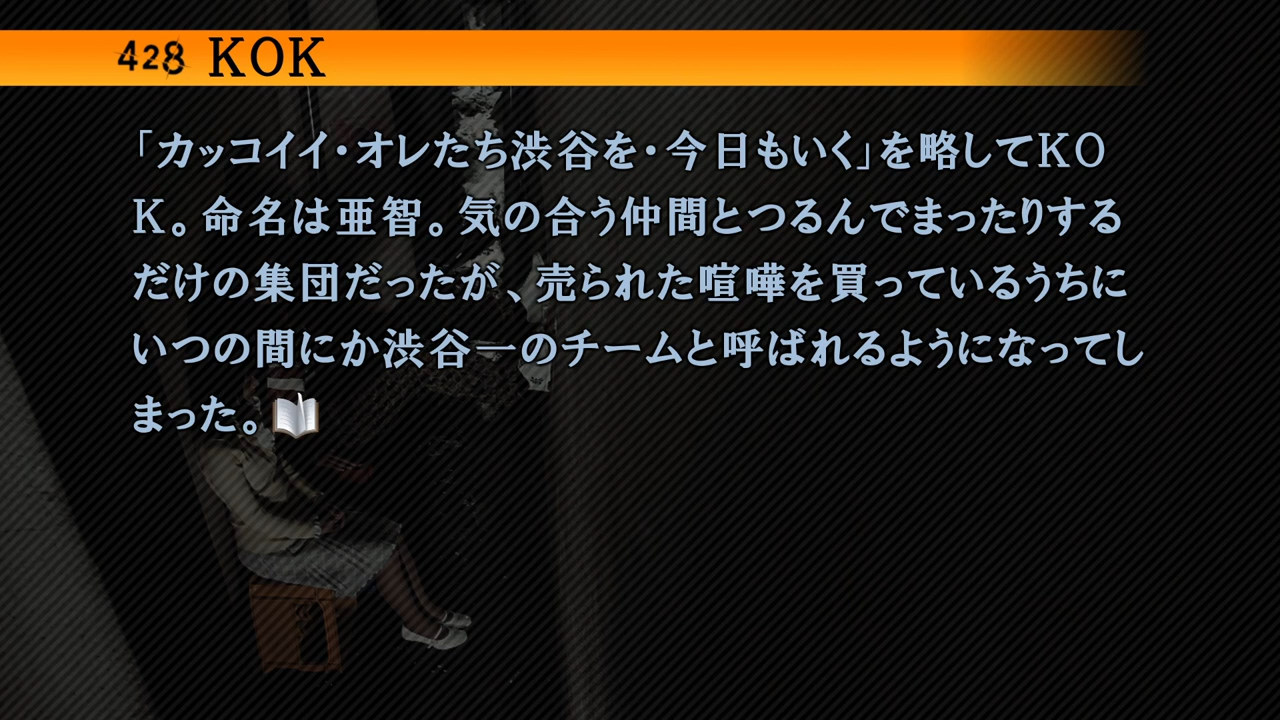 428 KOK
「カッコイイ・オレたち渋谷を・今日もいく」を略してKO
K。命名は亜智。気の合う仲間とつるんでまったりする
だけの集団だったが、売られた喧嘩を買っているうちに
いつの間にか渋谷一のチームと呼ばれるようになってし
まった。